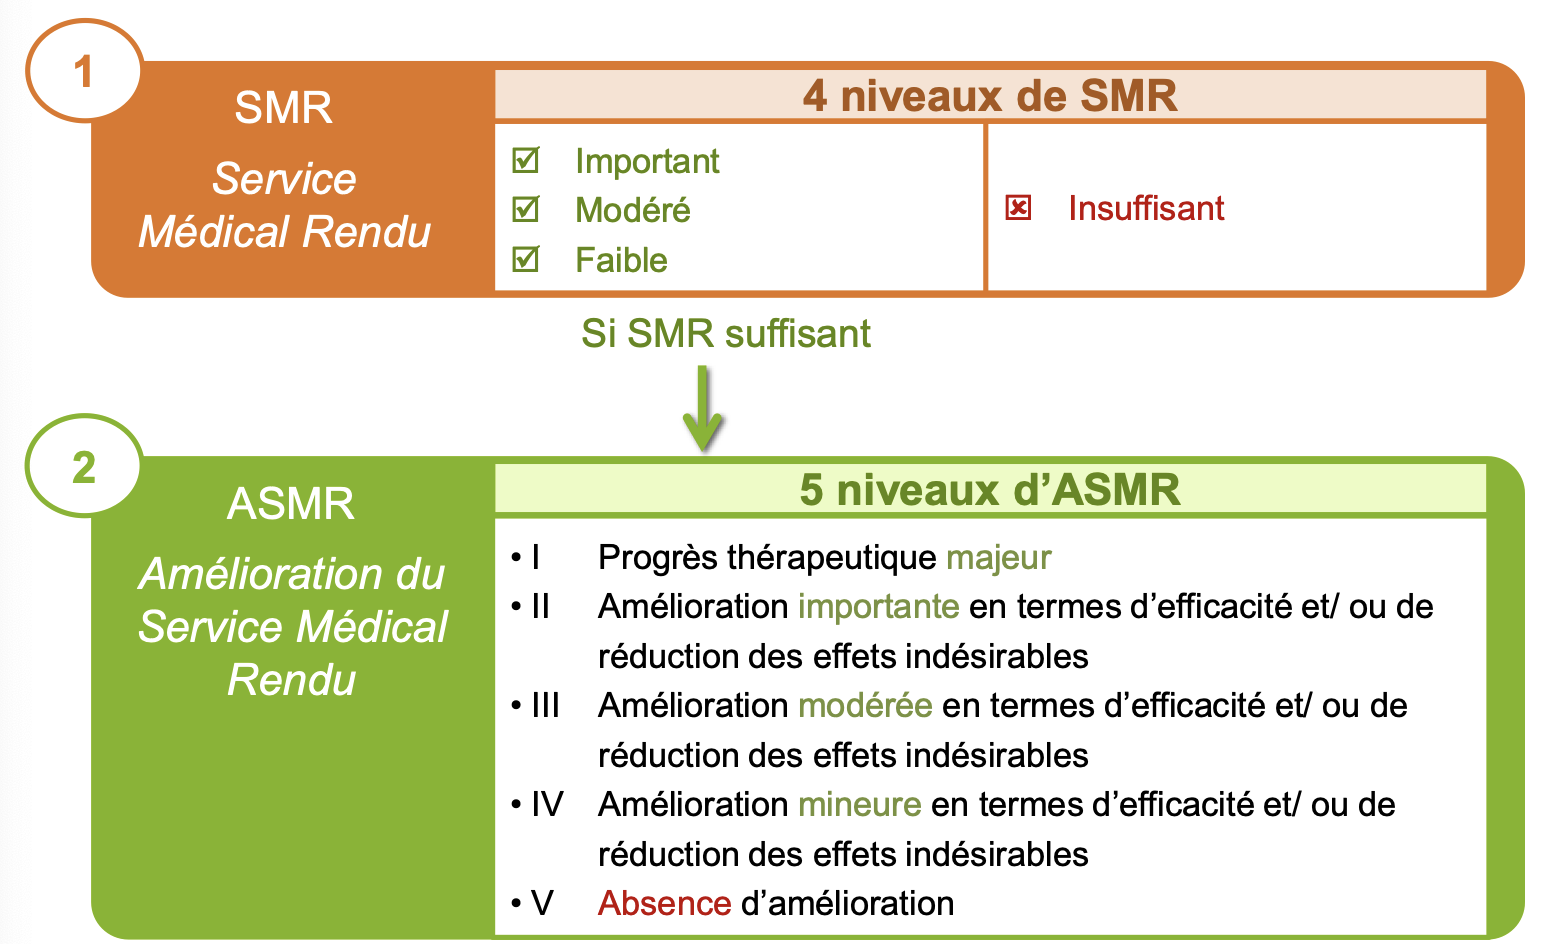 1
SMR
Service
Médical Rendu
4 niveaux de SMR
☑ Important
☑ Modéré
☑ Faible
☒ Insuffisant
Si SMR suffisant
2
ASMR
Amélioration du
Service Médical
Rendu
5 niveaux d’ASMR
• I Progrès thérapeutique majeur
• II Amélioration importante en termes d’efficacité et/ ou de
réduction des effets indésirables
• III Amélioration modérée en termes d’efficacité et/ ou de
réduction des effets indésirables
• IV Amélioration mineure en termes d’efficacité et/ ou de
réduction des effets indésirables
• V Absence d’amélioration